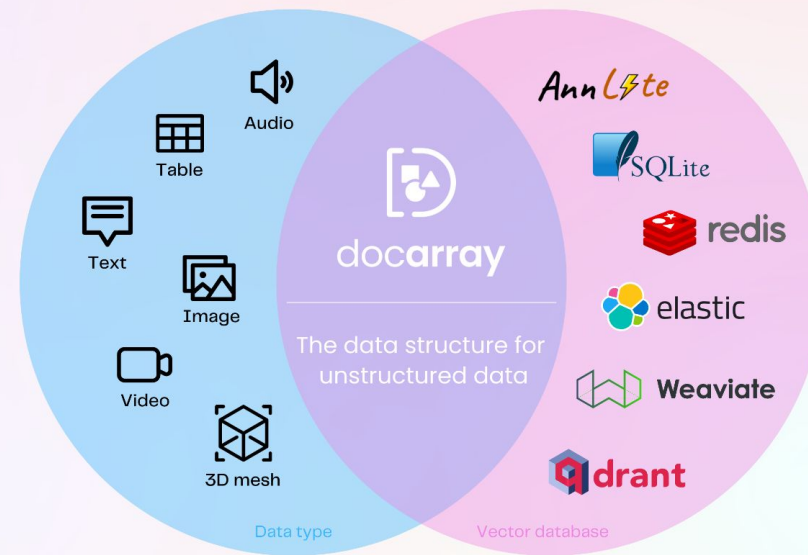 Audio
Table
Text
Image
Video
3D mesh
Data type
docarray
The data structure for
unstructured data
AnnLite
SQLite
redis
elastic
Weaviate
qdrant
Vector database